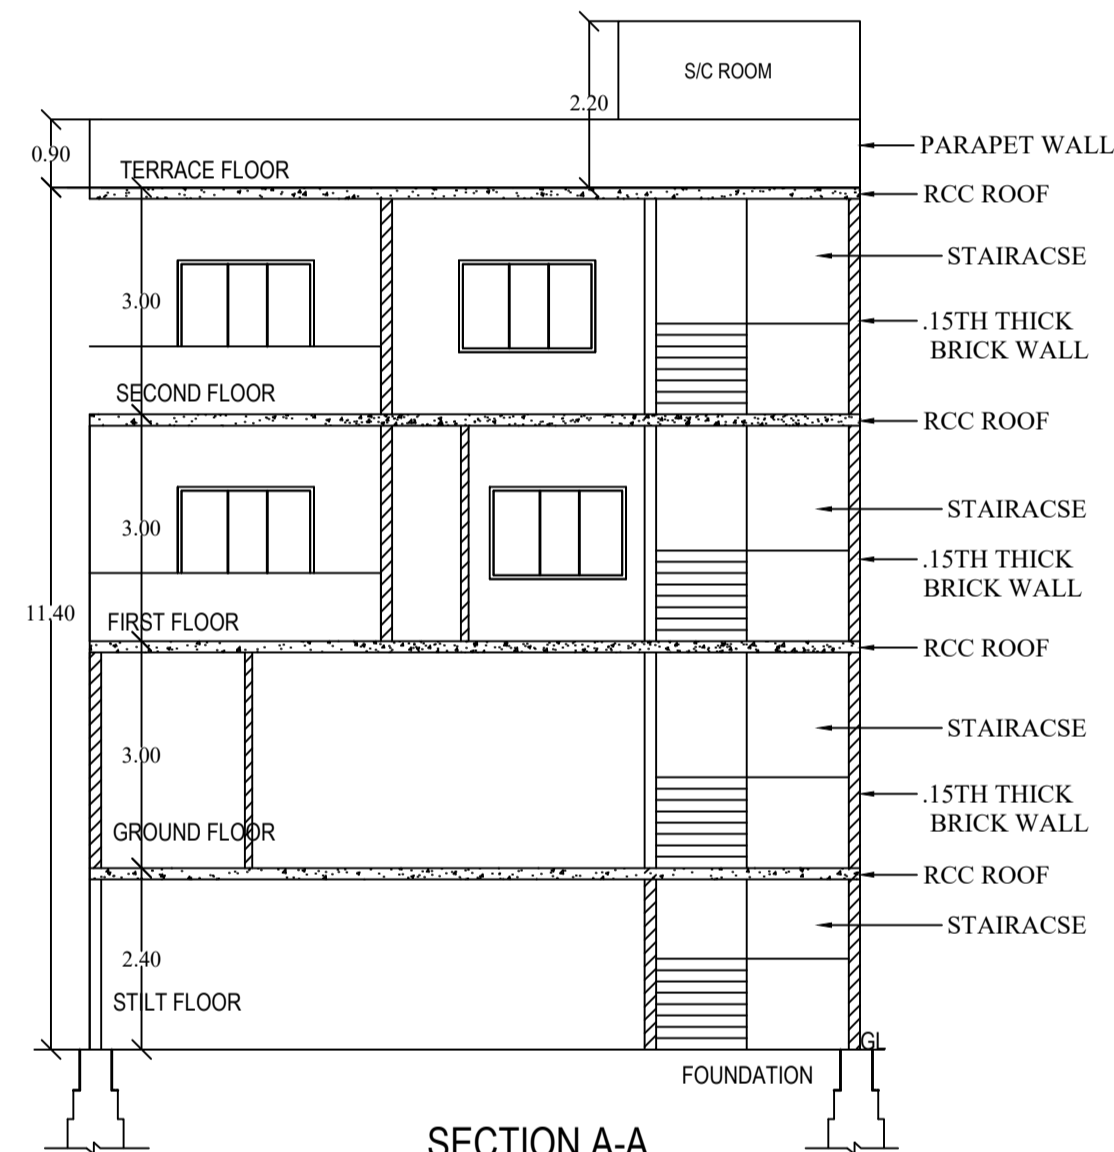 S/C ROOM
2.20
0.90
PARAPET WALL
TERRACE FLOOR
RCC ROOF
STAIRACSE
3.00
.15TH THICK
BRICK WALL
SECOND FLOOR
RCC ROOF
STAIRACSE
3.00
.15TH THICK
BRICK WALL
11.40
FIRST FLOOR
RCC ROOF
STAIRACSE
3.00
.15TH THICK
BRICK WALL
GROUND FLOOR
RCC ROOF
STAIRACSE
2.40
STILT FLOOR
GL
FOUNDATION
SECTION A-A